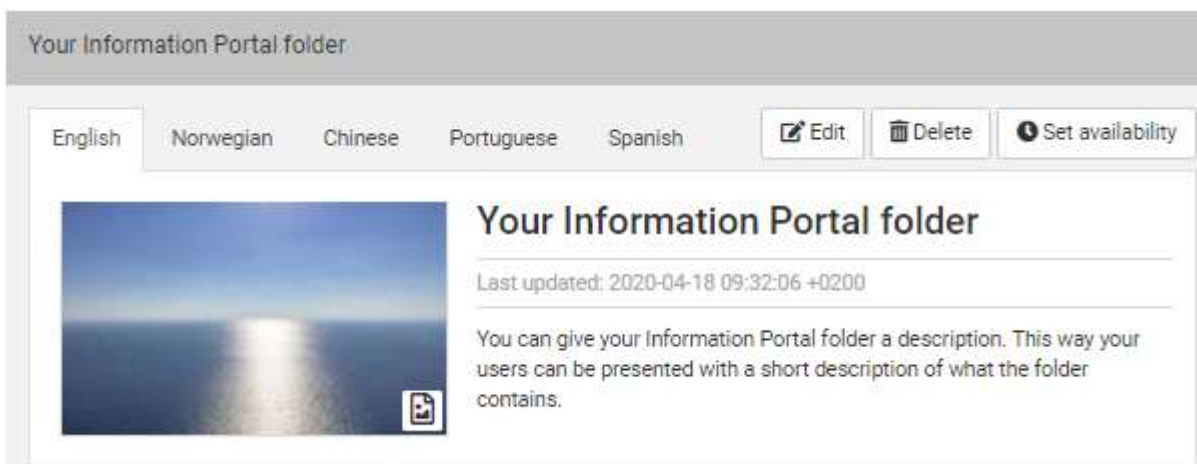 Your Information Portal folder
English Norwegian Chinese Portuguese Spanish Edit Delete Set availability
Your Information Portal folder
Last updated: 2020-04-18 09:32:06 +0200
You can give your Information Portal folder a description. This way your
users can be presented with a short description of what the folder
contains.